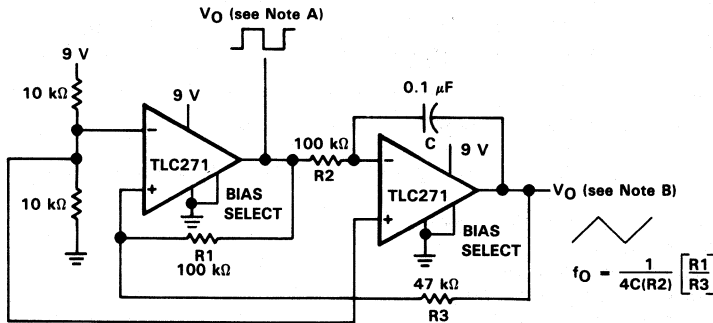 VO (see Note A)
9 V
10 kΩ
9 V
−
TLC271
+
BIAS
SELECT
10 kΩ
R1
100 kΩ
100 kΩ
R2
0.1 μF
C
9 V
−
TLC271
+
BIAS
SELECT
47 kΩ
R3
VO (see Note B)
fO = 1 / 4C(R2) [R1 / R3]